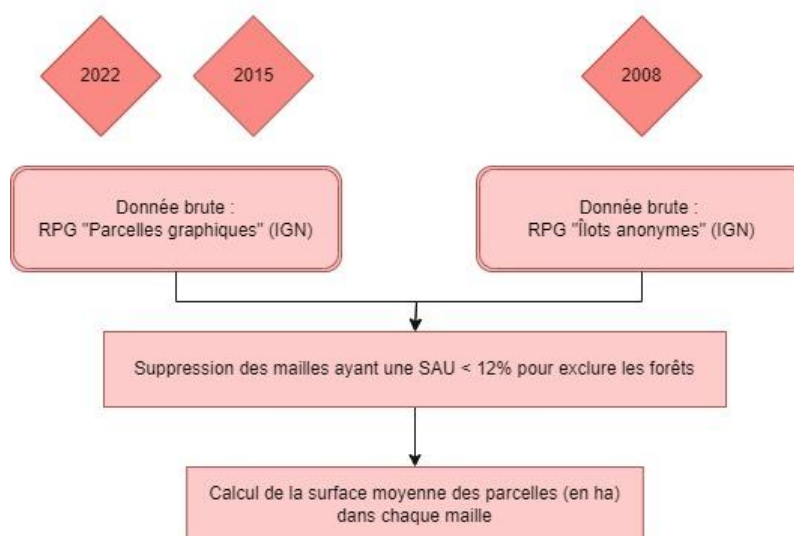 2022
2015
2008
Donnée brute :
RPG "Parcelles graphiques" (IGN)
Donnée brute :
RPG "Îlots anonymes" (IGN)
Suppression des mailles ayant une SAU < 12% pour exclure les forêts
Calcul de la surface moyenne des parcelles (en ha)
dans chaque maille